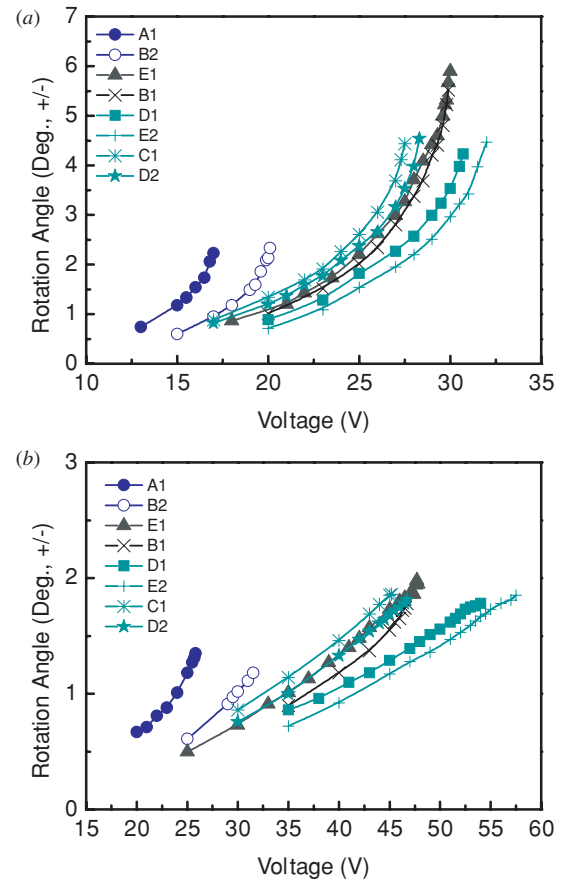 (a)
7
6
5
4
3
2
1
0
Rotation Angle (Deg., +/-)
A1
B2
E1
B1
D1
E2
C1
D2
10 15 20 25 30 35
Voltage (V)
(b)
3
2
1
0
Rotation Angle (Deg., +/-)
A1
B2
E1
B1
D1
E2
C1
D2
15 20 25 30 35 40 45 50 55 60
Voltage (V)